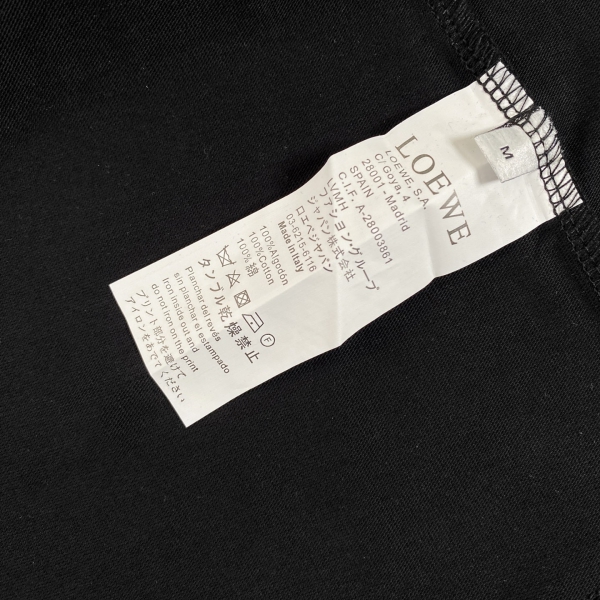 LOEWE
LOEWE, S.A.
C/ Goya, 4
28001 - Madrid
SPAIN
C.I.F. A-28003861
LVMH
ファション・グループ
ジャパン株式会社
ロエベジャパン
03-6215-6116
Made in Italy
100%Algodón
100%Cotton
100% 綿
F
タンブル乾燥禁止
Planchar del revés
sin planchar el estampado
Iron inside out and
do not Iron on the print
プリント部分を避けて
アイロンをあてください
M